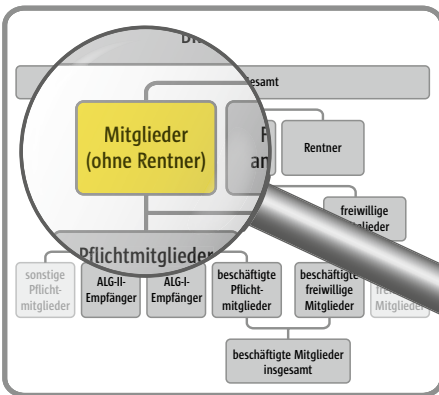 esamt
Mitglieder
(ohne Rentner)
Rentner
freiwillige
Pflichtmitglieder
sonstige
Pflicht-
mitglieder
ALG-II-
Empfänger
ALG-I-
Empfänger
beschäftigte
Pflicht-
mitglieder
beschäftigte
freiwillige
Mitglieder
Mitglieder
beschäftigte Mitglieder
insgesamt